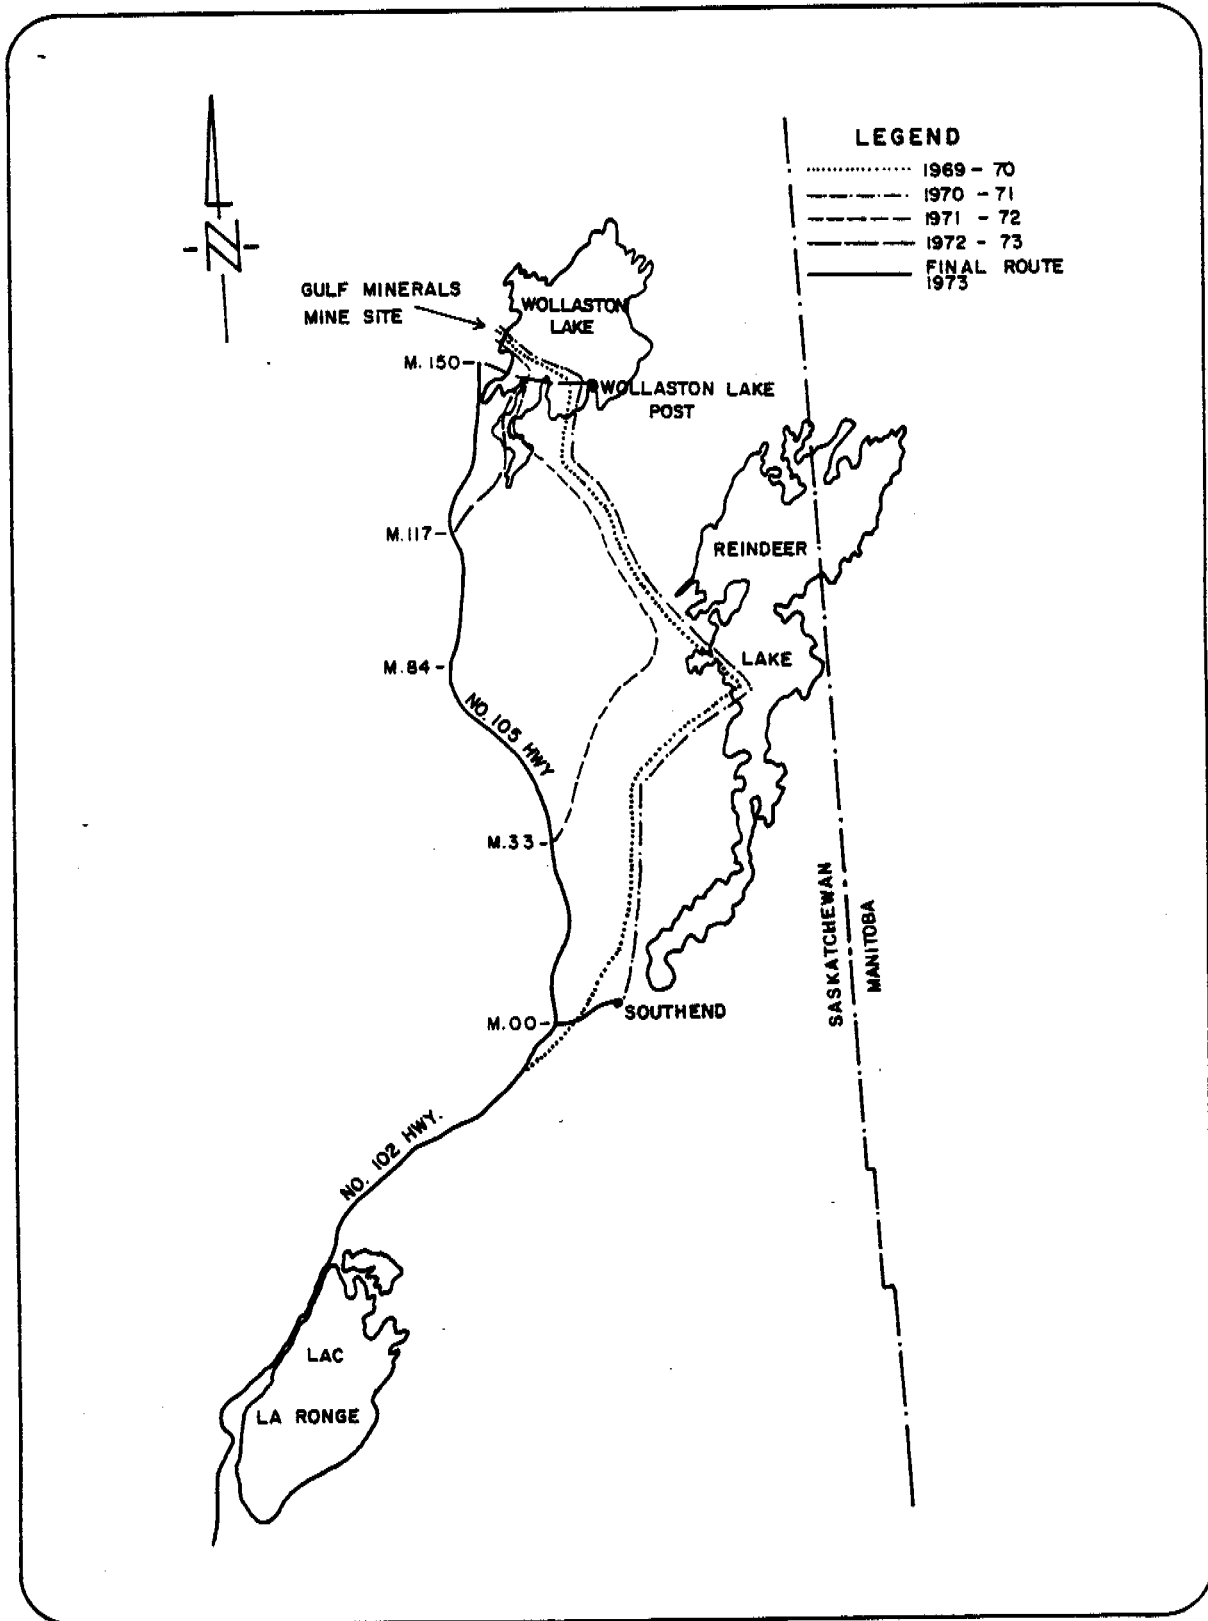 LEGEND
1969 - 70
1970 - 71
1971 - 72
1972 - 73
FINAL ROUTE
1973
N
GULF MINERALS
MINE SITE
WOLLASTON
LAKE
M. 150
WOLLASTON LAKE
POST
M. 117
REINDEER
LAKE
M. 84
NO. 105 HWY
M. 33
SASKATCHEWAN
MANITOBA
SOUTHEND
M. 00
NO. 102 HWY.
LAC
LA RONGE